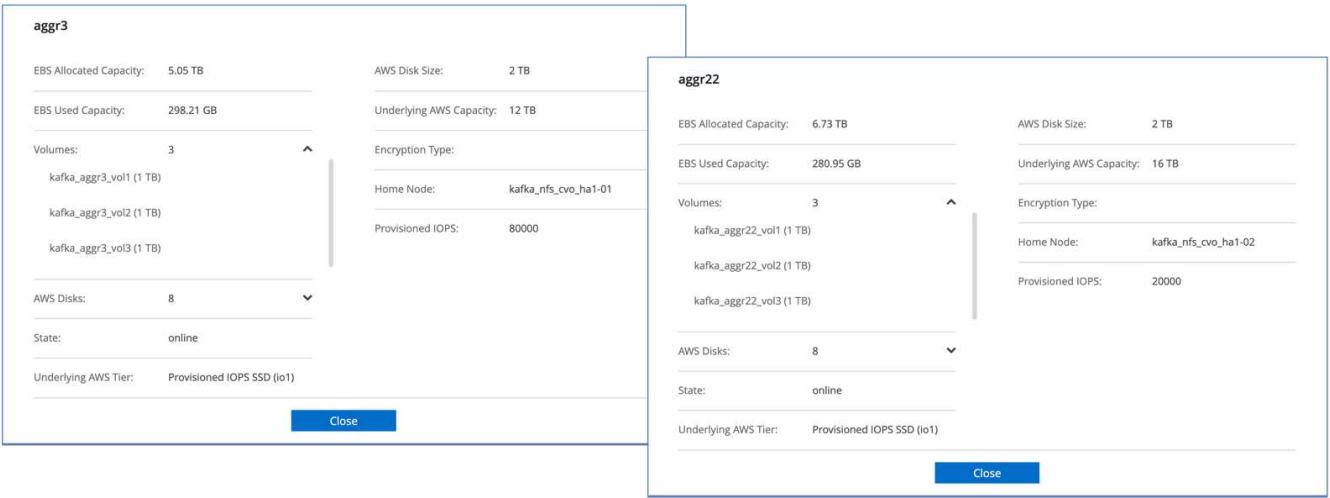 aggr3
EBS Allocated Capacity: 5.05 TB
AWS Disk Size: 2 TB
EBS Used Capacity: 298.21 GB
Underlying AWS Capacity: 12 TB
Volumes: 3
Encryption Type:
kafka_aggr3_vol1 (1 TB)
Home Node: kafka_nfs_cvo_ha1-01
kafka_aggr3_vol2 (1 TB)
Provisioned IOPS: 80000
kafka_aggr3_vol3 (1 TB)
AWS Disks: 8
State: online
Underlying AWS Tier: Provisioned IOPS SSD (io1)
Close
aggr22
EBS Allocated Capacity: 6.73 TB
AWS Disk Size: 2 TB
EBS Used Capacity: 280.95 GB
Underlying AWS Capacity: 16 TB
Volumes: 3
Encryption Type:
kafka_aggr22_vol1 (1 TB)
Home Node: kafka_nfs_cvo_ha1-02
kafka_aggr22_vol2 (1 TB)
Provisioned IOPS: 20000
kafka_aggr22_vol3 (1 TB)
AWS Disks: 8
State: online
Underlying AWS Tier: Provisioned IOPS SSD (io1)
Close